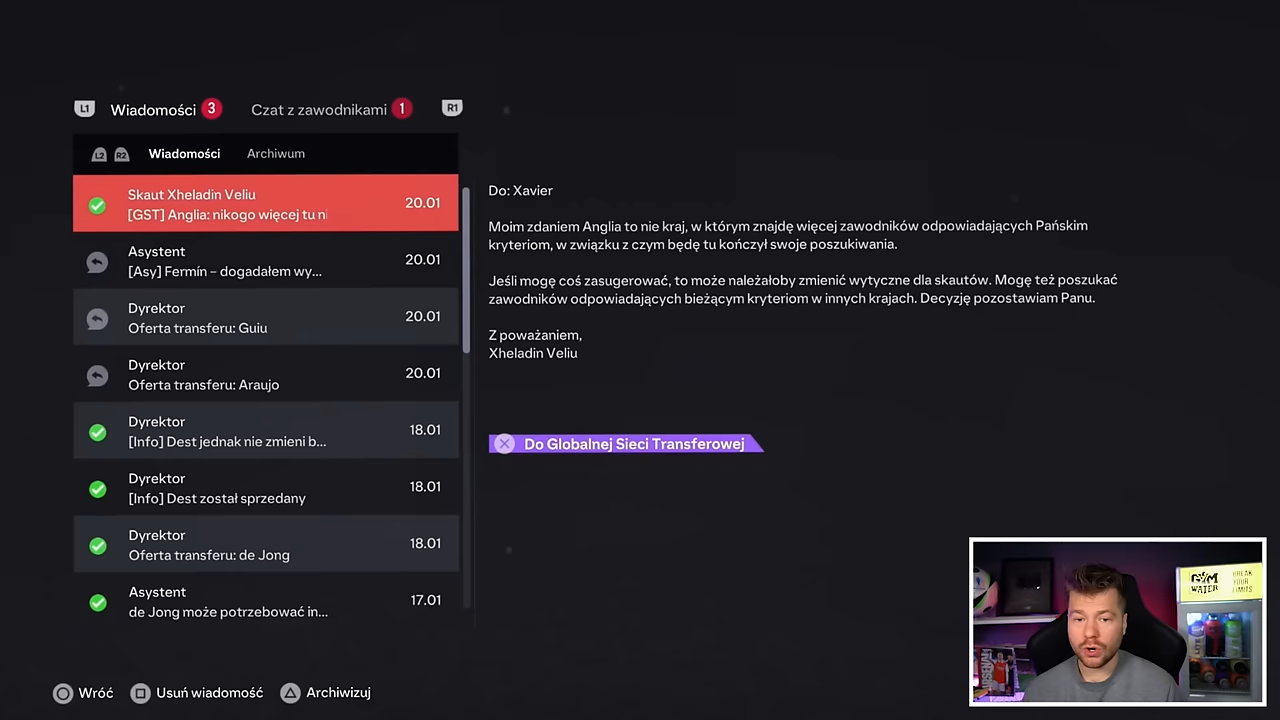 L1 Wiadomości 3 Czat z zawodnikami 1 R1
L2 R2 Wiadomości Archiwum
Skaut Xheladin Veliu
[GST] Anglia: nikogo więcej tu ni
20.01
Asystent
[Asy] Fermín – dogadałem wy...
20.01
Dyrektor
Oferta transferu: Guiu
20.01
Dyrektor
Oferta transferu: Araujo
20.01
Dyrektor
[Info] Dest jednak nie zmieni b...
18.01
Dyrektor
[Info] Dest został sprzedany
18.01
Dyrektor
Oferta transferu: de Jong
18.01
Asystent
de Jong może potrzebować in...
17.01
Do: Xavier
Moim zdaniem Anglia to nie kraj, w którym znajdę więcej zawodników odpowiadających Pańskim
kryteriom, w związku z czym będę tu kończył swoje poszukiwania.
Jeśli mogę coś zasugerować, to może należałoby zmienić wytyczne dla skautów. Mogę też poszukać
zawodników odpowiadających bieżącym kryteriom w innych krajach. Decyzję pozostawiam Panu.
Z poważaniem,
Xheladin Veliu
Do Globalnej Sieci Transferowej
GYM
WATER
BREAK
YOUR
LIMITS
ARSENAL
Wróć Usuń wiadomość Archiwizuj